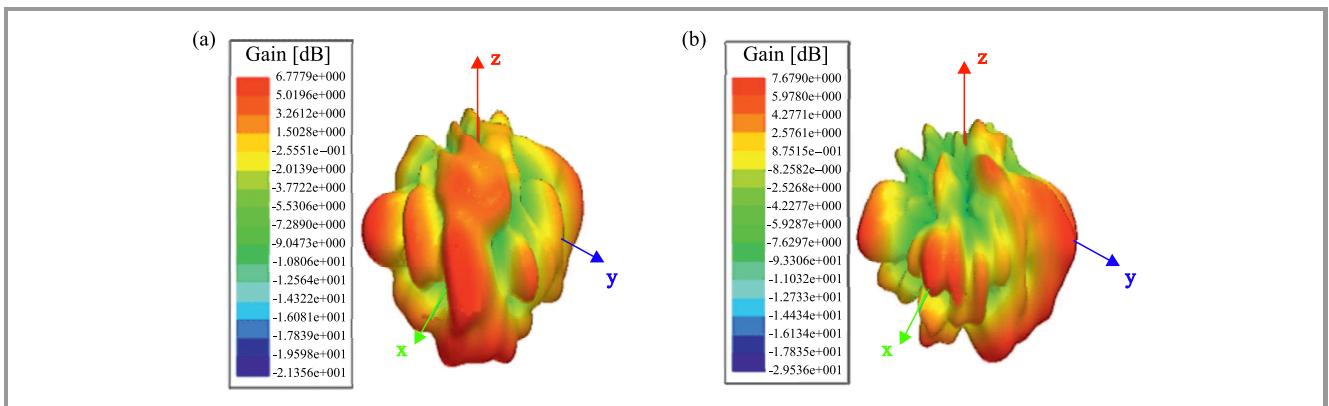 (a)
Gain [dB]
6.7779e+000
5.0196e+000
3.2612e+000
1.5028e+000
-2.5551e-001
-2.0139e+000
-3.7722e+000
-5.5306e+000
-7.2890e+000
-9.0473e+000
-1.0806e+001
-1.2564e+001
-1.4322e+001
-1.6081e+001
-1.7839e+001
-1.9598e+001
-2.1356e+001
z
y
x
(b)
Gain [dB]
7.6790e+000
5.9780e+000
4.2771e+000
2.5761e+000
8.7515e-001
-8.2582e-000
-2.5268e+000
-4.2277e+000
-5.9287e+000
-7.6297e+000
-9.3306e+000
-1.1032e+001
-1.2733e+001
-1.4434e+001
-1.6134e+001
-1.7835e+001
-2.9536e+001
z
y
x